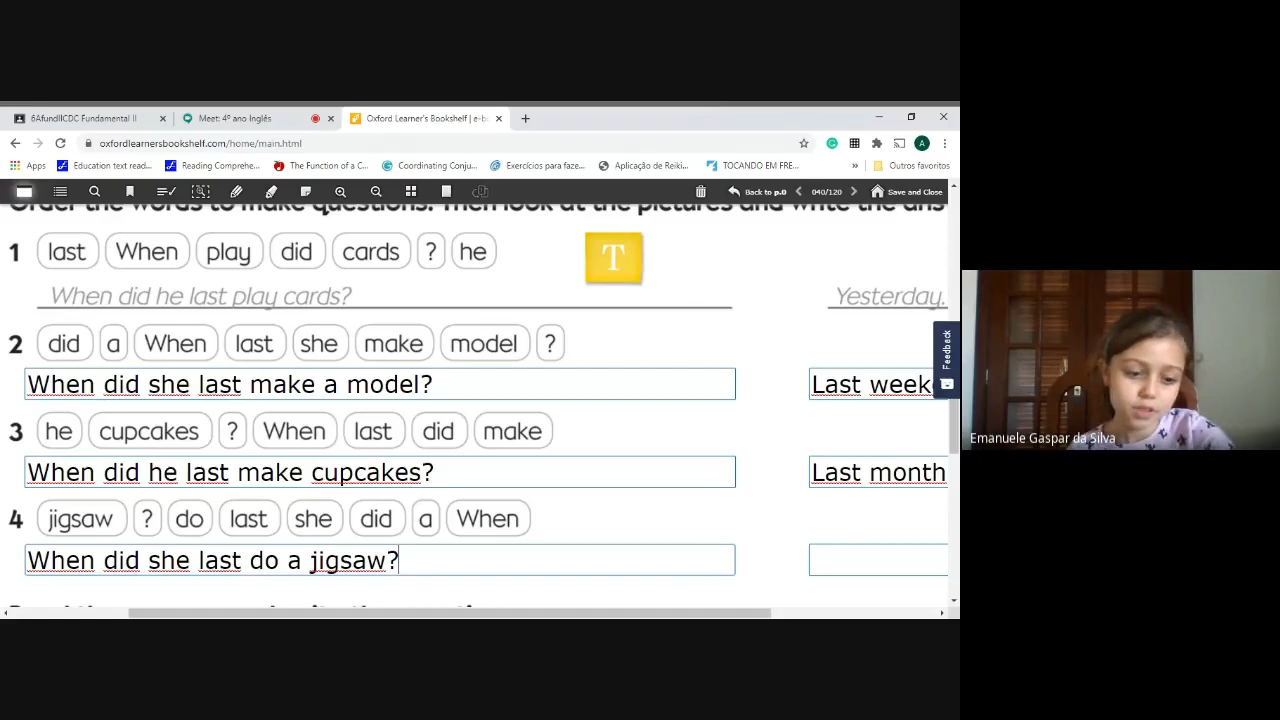 6AfundIICDC Fundamental II
Meet: 4º ano Inglês
Oxford Learner's Bookshelf | e-b
oxfordlearnersbookshelf.com/home/main.html
A
Apps
Education text read...
Reading Comprehe...
The Function of a C...
Coordinating Conju...
Exercícios para faze...
Aplicação de Reiki...
TOCANDO EM FRE...
»
Outros favoritos
Back to p.0
040/120
Save and Close
Order the words to make questions. Then look at the pictures and write the ans
1 last When play did cards ? he
T
When did he last play cards?
Yesterday.
2 did a When last she make model ?
When did she last make a model?
Last week
3 he cupcakes ? When last did make
When did he last make cupcakes?
Last month
4 jigsaw ? do last she did a When
When did she last do a jigsaw?
Feedback
Emanuele Gaspar da Silva